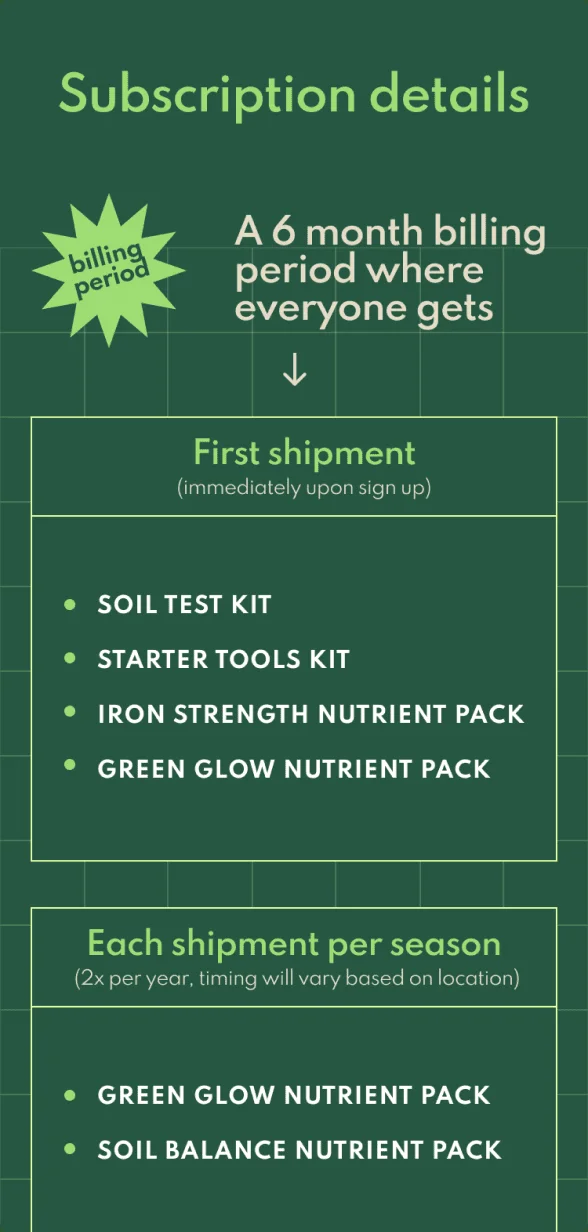 Subscription details
billing
period
A 6 month billing
period where
everyone gets
First shipment
(immediately upon sign up)
SOIL TEST KIT
STARTER TOOLS KIT
IRON STRENGTH NUTRIENT PACK
GREEN GLOW NUTRIENT PACK
Each shipment per season
(2x per year, timing will vary based on location)
GREEN GLOW NUTRIENT PACK
SOIL BALANCE NUTRIENT PACK